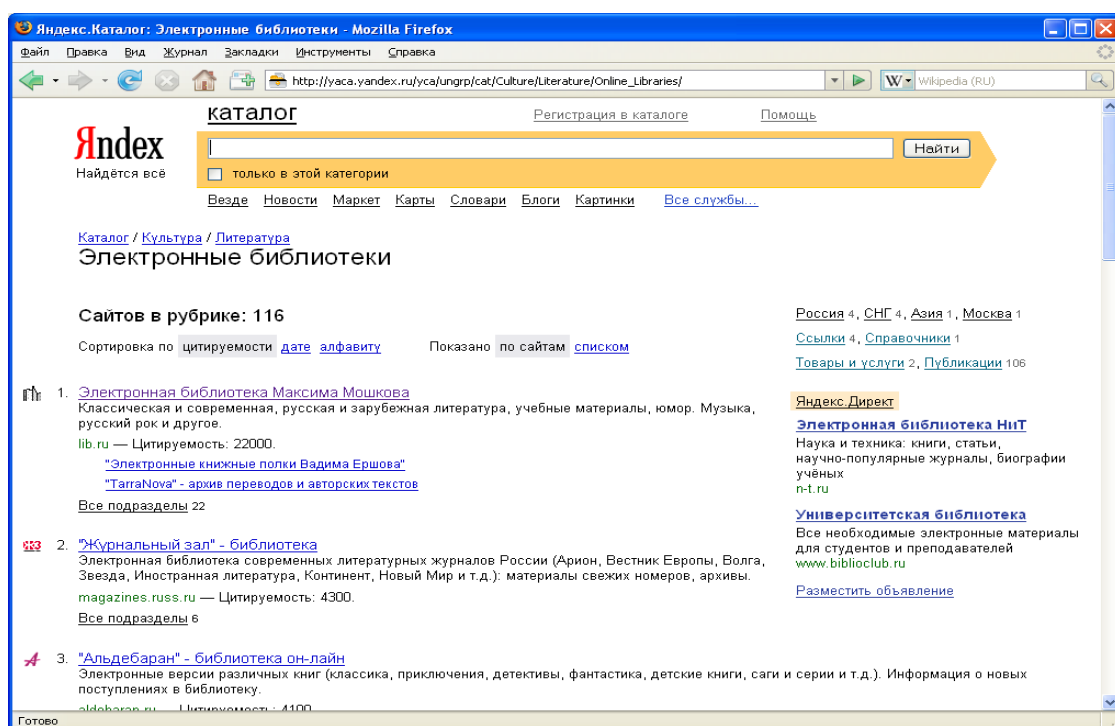 Яндекс.Каталог: Электронные библиотеки - Mozilla Firefox
Файл Правка Вид Журнал Закладки Инструменты Справка
http://yaca.yandex.ru/yca/ungrp/cat/Culture/Literature/Online_Libraries/ W Wikipedia (RU)
каталог Регистрация в каталоге Помощь
Яndex
Найти
Найдётся всё
только в этой категории
Везде Новости Маркет Карты Словари Блоги Картинки Все службы...
Каталог / Культура / Литература
Электронные библиотеки
Сайтов в рубрике: 116
Сортировка по цитируемости дате алфавиту Показано по сайтам списком
1. Электронная библиотека Максима Мошкова
Классическая и современная, русская и зарубежная литература, учебные материалы, юмор. Музыка,
русский рок и другое.
lib.ru — Цитируемость: 22000.
"Электронные книжные полки Вадима Ершова"
"TarraNova" - архив переводов и авторских текстов
Все подразделы 22
2. "Журнальный зал" - библиотека
Электронная библиотека современных литературных журналов России (Арион, Вестник Европы, Волга,
Звезда, Иностранная литература, Континент, Новый Мир и т.д.): материалы свежих номеров, архивы.
magazines.russ.ru — Цитируемость: 4300.
Все подразделы 6
3. "Альдебаран" - библиотека он-лайн
Электронные версии различных книг (классика, приключения, детективы, фантастика, детские книги, саги и серии и т.д.). Информация о новых
поступлениях в библиотеку.
aldebaran.ru — Цитируемость: 4100.
Россия 4, СНГ 4, Азия 1, Москва 1
Ссылки 4, Справочники 1
Товары и услуги 2, Публикации 106
Яндекс.Директ
Электронная библиотека НиТ
Наука и техника: книги, статьи,
научно-популярные журналы, биографии
учёных
n-t.ru
Университетская библиотека
Все необходимые электронные материалы
для студентов и преподавателей
www.biblioclub.ru
Разместить объявление
Готово